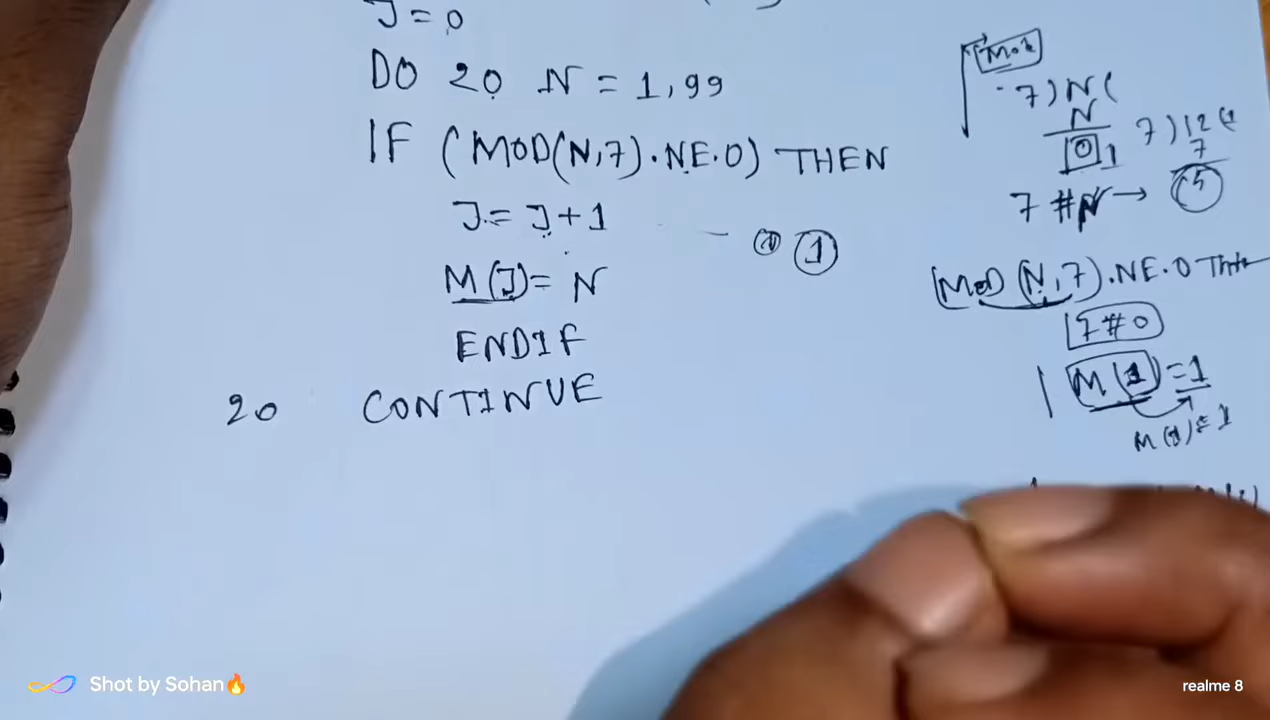 J = 0
DO 20 N = 1,99
IF (MOD(N,7).NE.0) THEN
J = J + 1
M(J) = N
ENDIF
20 CONTINUE
1
7)N(
N
0
7)12(
7
5
7 #N →
(MOD (N,7).NE.0
7 # 0
M(1) = 1
M(1) = 1
Shot by Sohan🔥
realme 8